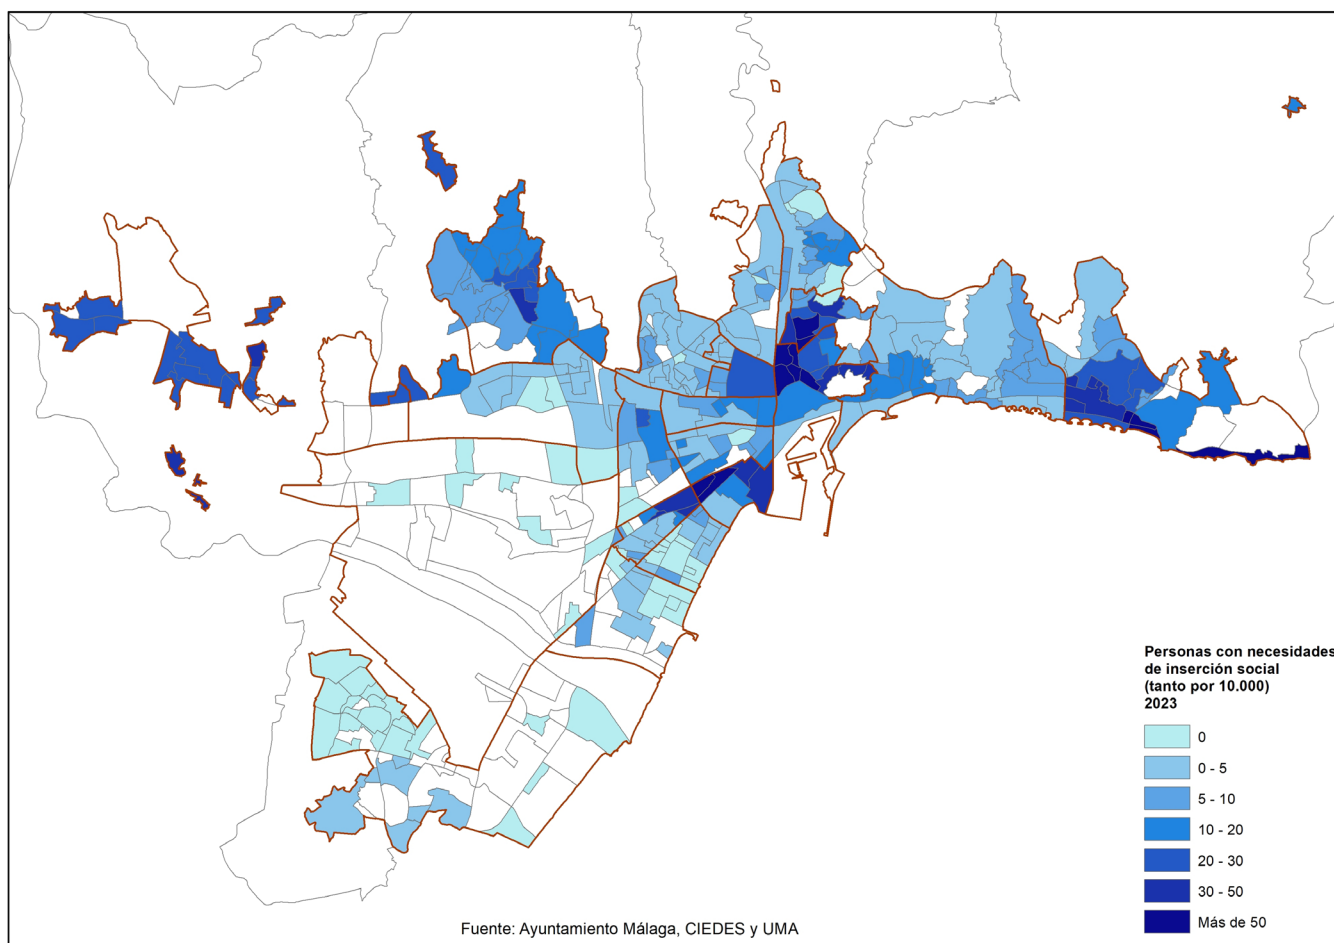 Personas con necesidades
de inserción social
(tanto por 10.000)
2023
0
0 - 5
5 - 10
10 - 20
20 - 30
30 - 50
Más de 50
Fuente: Ayuntamiento Málaga, CIEDES y UMA